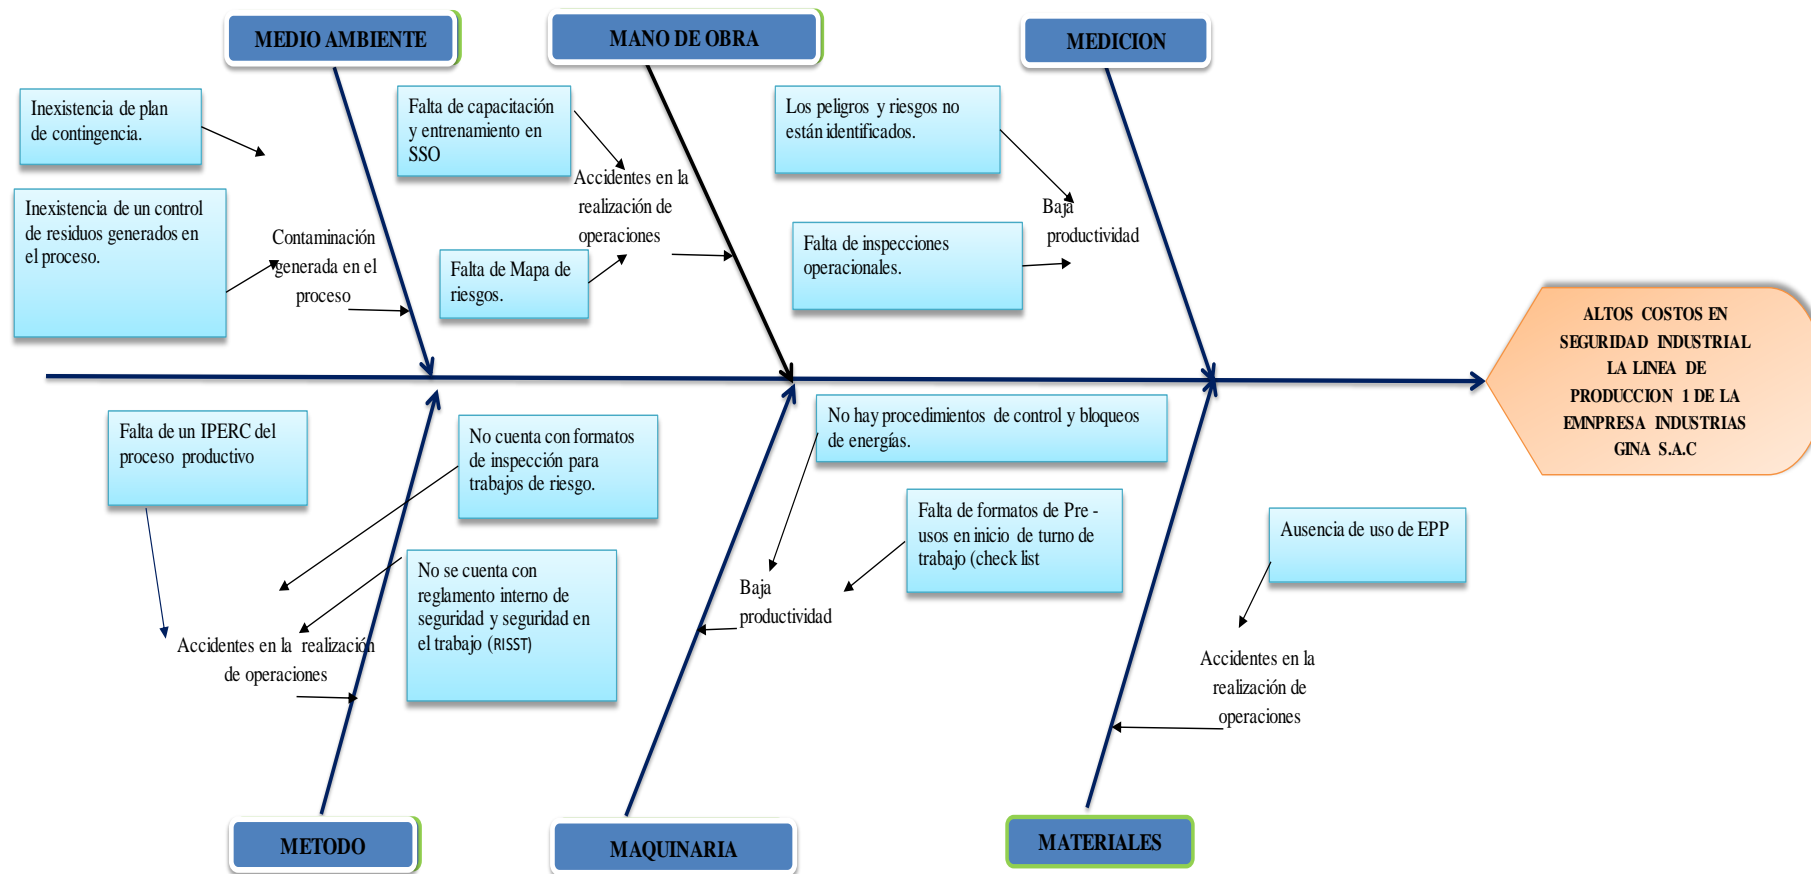 MEDIO AMBIENTE
MANO DE OBRA
MEDICION
Inexistencia de plan
de contingencia.
Inexistencia de un control
de residuos generados en
el proceso.
Contaminación
generada en el
proceso
Falta de capacitación
y entrenamiento en
SSO
Accidentes en la
realización de
operaciones
Falta de Mapa de
riesgos.
Los peligros y riesgos no
están identificados.
Baja
productividad
Falta de inspecciones
operacionales.
ALTOS COSTOS EN
SEGURIDAD INDUSTRIAL
LA LINEA DE
PRODUCCION 1 DE LA
EMNPRESA INDUSTRIAS
GINA S.A.C
Falta de un IPERC del
proceso productivo
No cuenta con formatos
de inspección para
trabajos de riesgo.
No se cuenta con
reglamento interno de
seguridad y seguridad en
el trabajo (RISST)
Accidentes en la realización
de operaciones
No hay procedimientos de control y bloqueos
de energías.
Falta de formatos de Pre -
usos en inicio de turno de
trabajo (check list
Baja
productividad
Ausencia de uso de EPP
Accidentes en la
realización de
operaciones
METODO
MAQUINARIA
MATERIALES